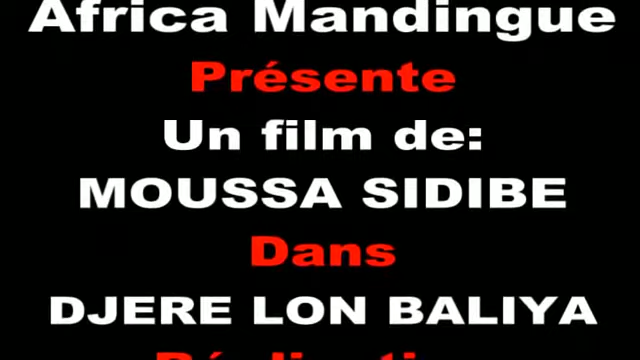 Africa Mandingue
Présente
Un film de:
MOUSSA SIDIBE
Dans
DJERE LON BALIYA